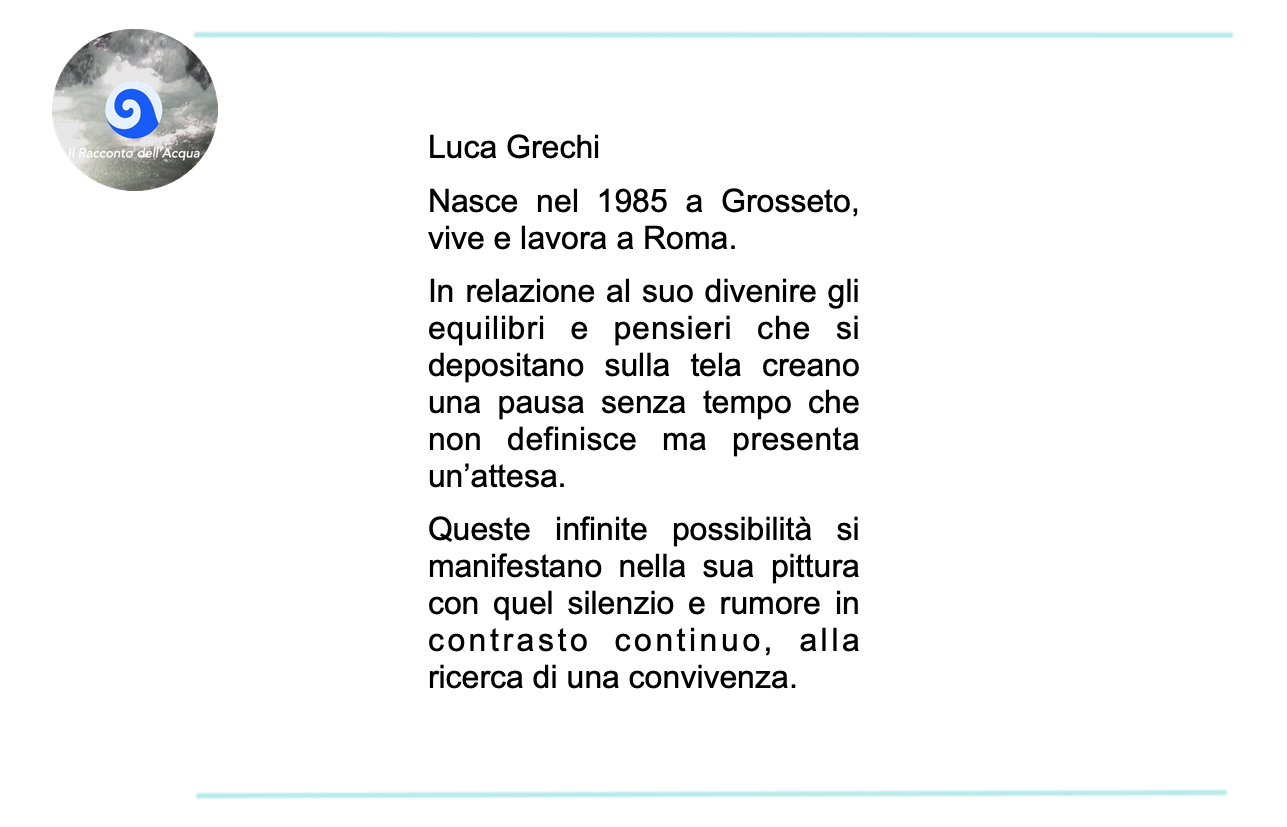 Il Racconto dell'Acqua
Luca Grechi
Nasce nel 1985 a Grosseto,
vive e lavora a Roma.
In relazione al suo divenire gli
equilibri e pensieri che si
depositano sulla tela creano
una pausa senza tempo che
non definisce ma presenta
un’attesa.
Queste infinite possibilità si
manifestano nella sua pittura
con quel silenzio e rumore in
contrasto continuo, alla
ricerca di una convivenza.